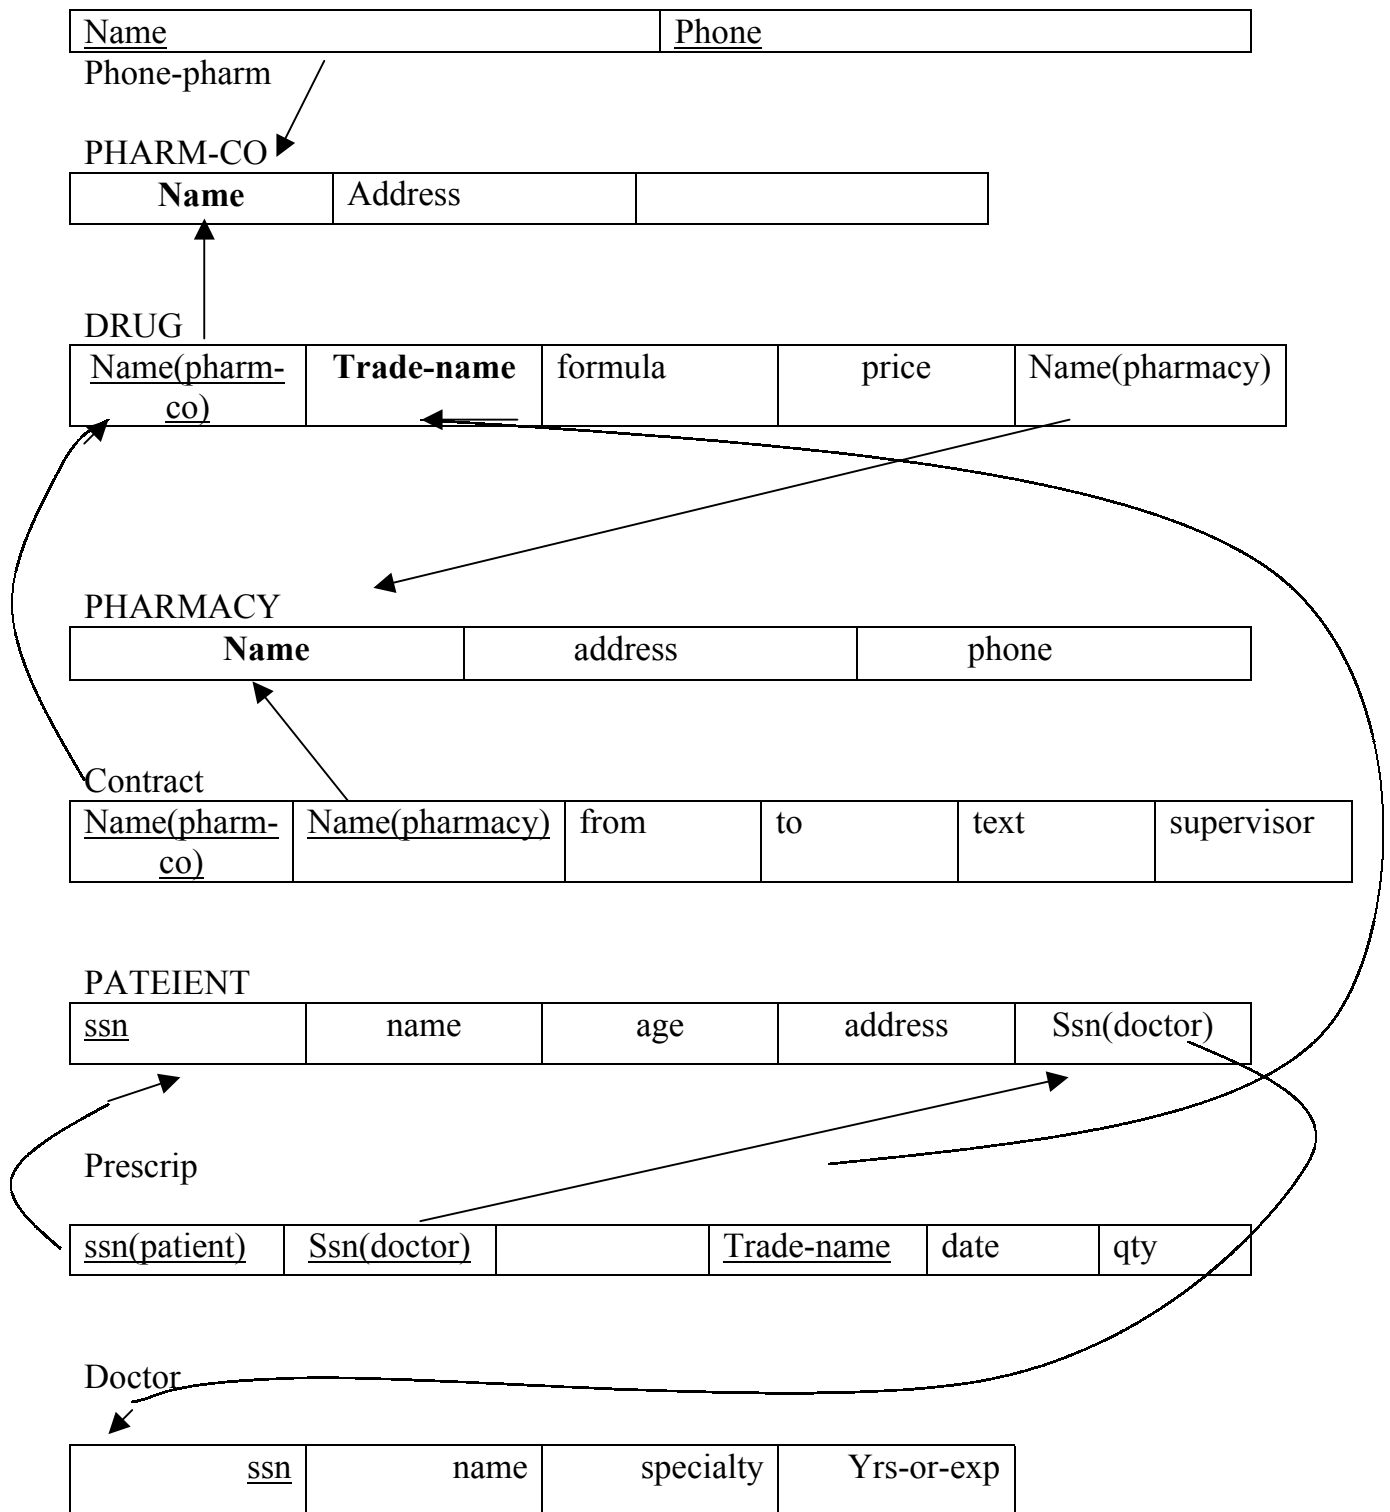 Name Phone
Phone-pharm
PHARM-CO
Name Address
DRUG
Name(pharm-co) Trade-name formula price Name(pharmacy)
PHARMACY
Name address phone
Contract
Name(pharm-co) Name(pharmacy) from to text supervisor
PATEIENT
ssn name age address Ssn(doctor)
Prescrip
ssn(patient) Ssn(doctor) Trade-name date qty
Doctor
ssn name specialty Yrs-or-exp